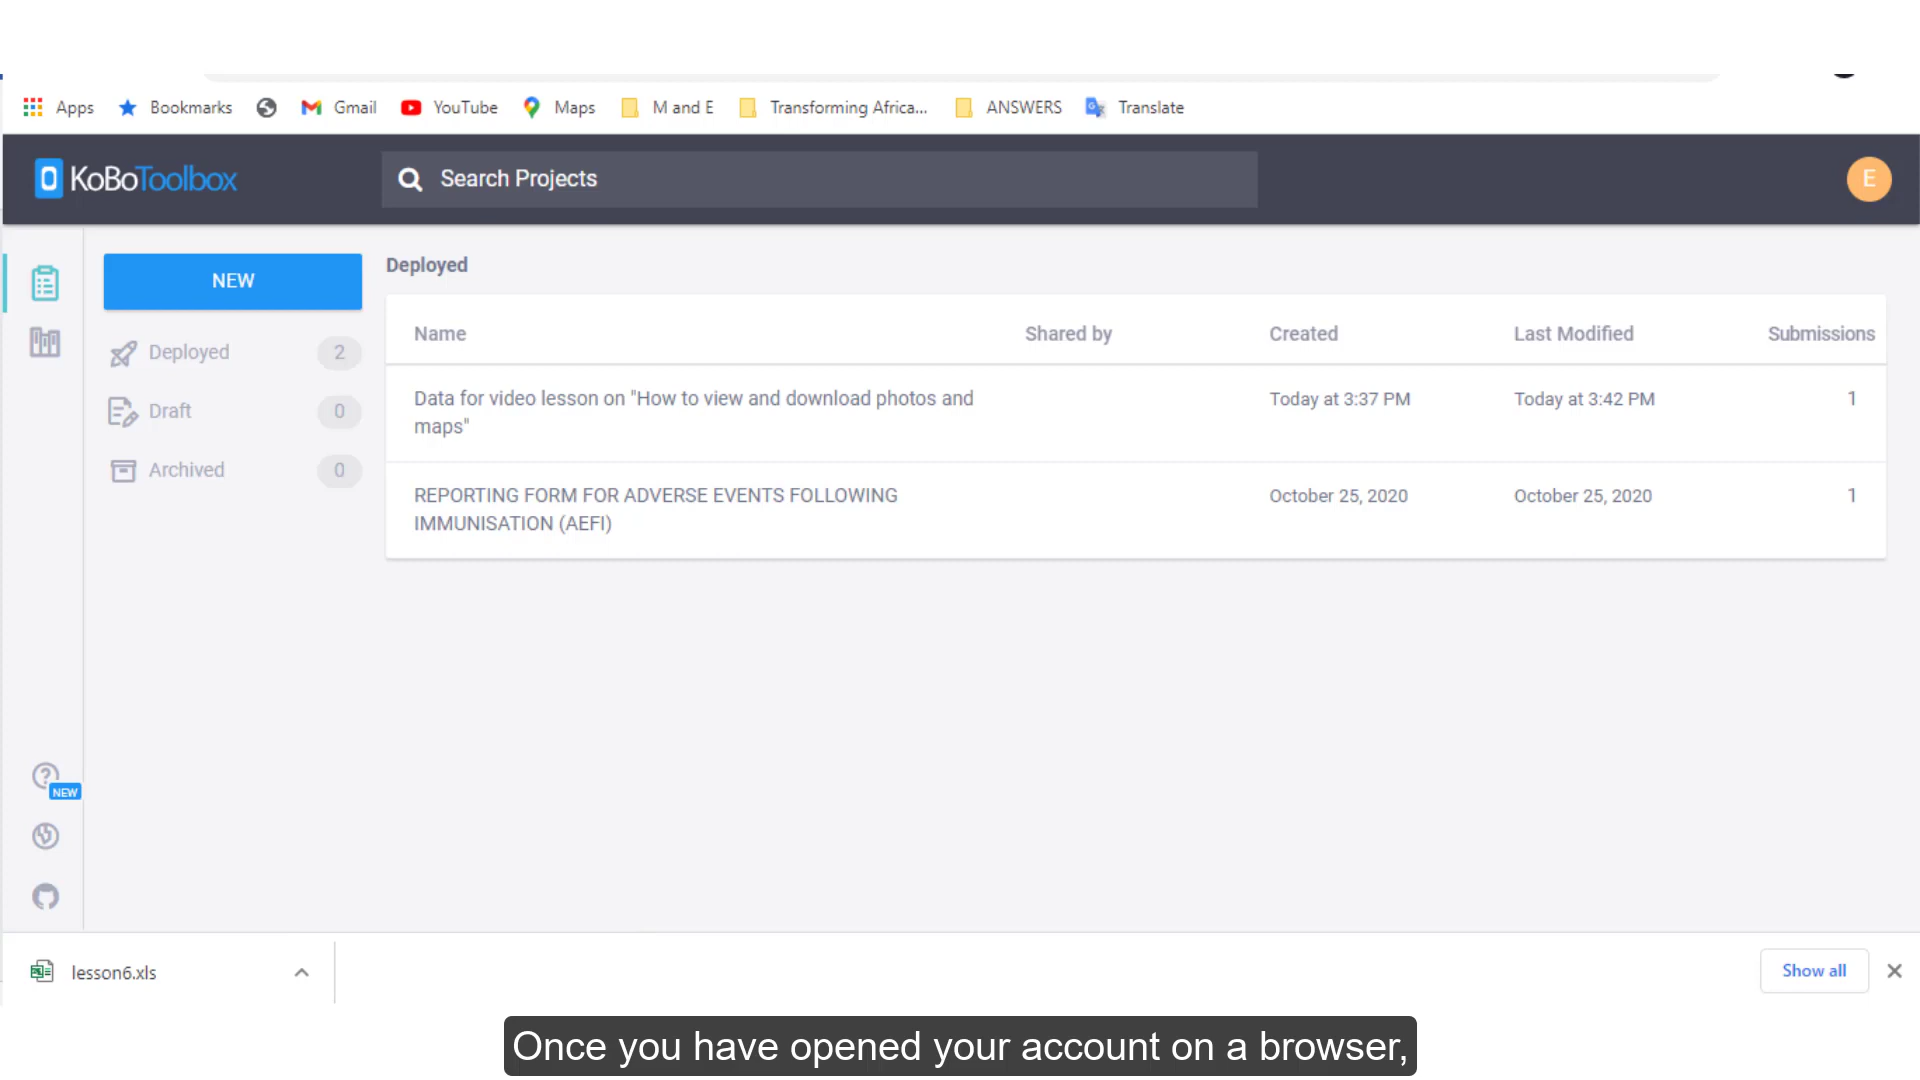 Apps Bookmarks Gmail YouTube Maps M and E Transforming Africa... ANSWERS Translate
KoBoToolbox Search Projects E
NEW
Deployed
Name Shared by Created Last Modified Submissions
Deployed 2
Data for video lesson on "How to view and download photos and Today at 3:37 PM Today at 3:42 PM 1
maps"
Draft 0
Archived 0
REPORTING FORM FOR ADVERSE EVENTS FOLLOWING October 25, 2020 October 25, 2020 1
IMMUNISATION (AEFI)
NEW
lesson6.xls Show all
Once you have opened your account on a browser,